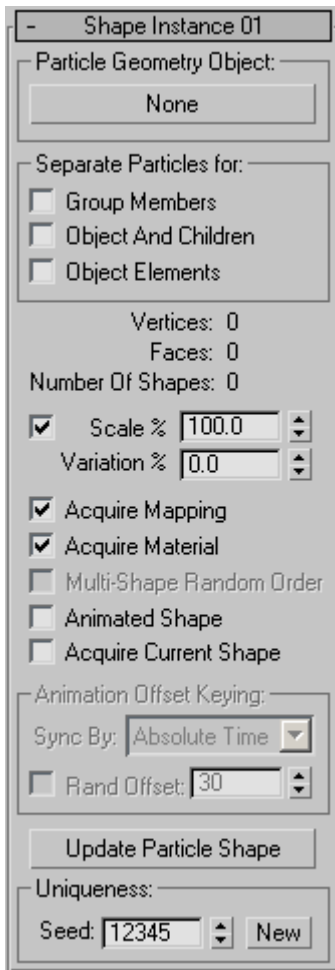 - Shape Instance 01
Particle Geometry Object:
None
Separate Particles for:
Group Members
Object And Children
Object Elements
Vertices: 0
Faces: 0
Number Of Shapes: 0
Scale % 100.0
Variation % 0.0
Acquire Mapping
Acquire Material
Multi-Shape Random Order
Animated Shape
Acquire Current Shape
Animation Offset Keying:
Sync By: Absolute Time
Rand Offset: 30
Update Particle Shape
Uniqueness:
Seed: 12345 New